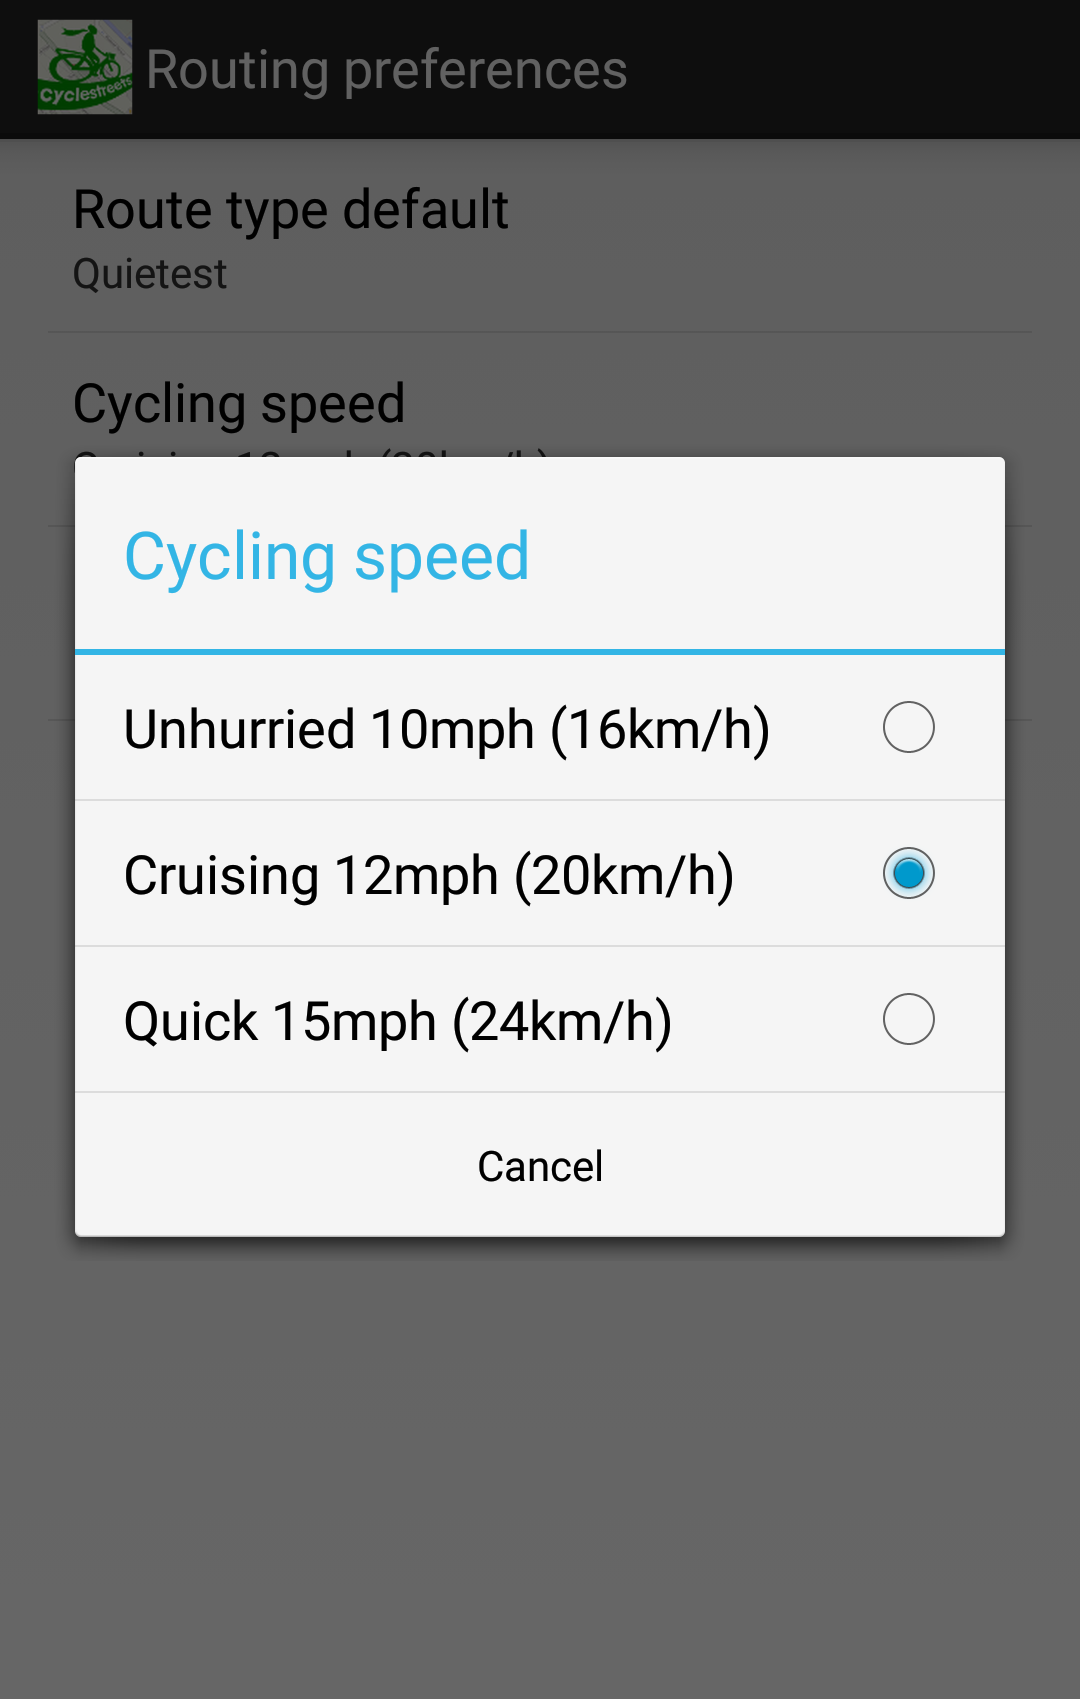 Cyclestreets
Routing preferences
Route type default
Quietest
Cycling speed
Cycling speed
Unhurried 10mph (16km/h)
Cruising 12mph (20km/h)
Quick 15mph (24km/h)
Cancel